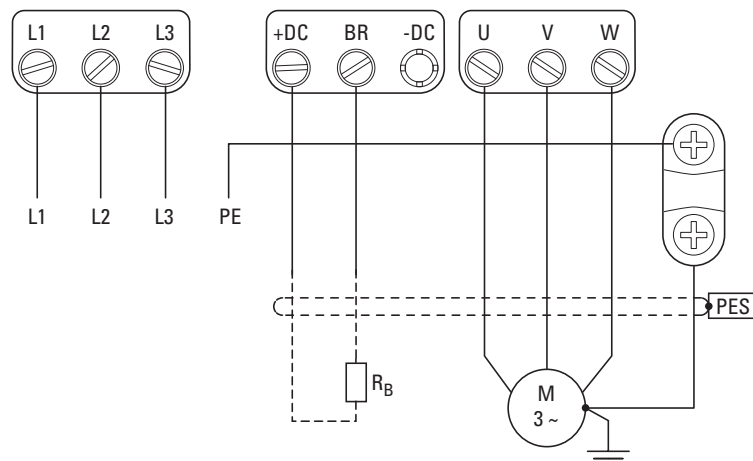 L1 L2 L3
+DC BR -DC
U V W
L1 L2 L3 PE
PES
RB
M
3 ~